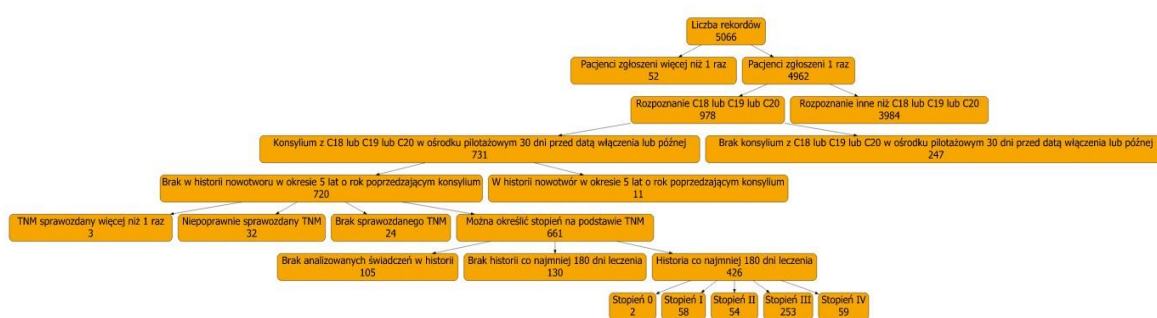 Liczba rekordów
5066
Pacjenci zgłoszeni więcej niż 1 raz
52
Pacjenci zgłoszeni 1 raz
4962
Rozpoznanie C18 lub C19 lub C20
978
Rozpoznanie inne niż C18 lub C19 lub C20
3984
Konsylium z C18 lub C19 lub C20 w ośrodku pilotażowym 30 dni przed datą włączenia lub póżnej
731
Brak konsylium z C18 lub C19 lub C20 w ośrodku pilotażowym 30 dni przed datą włączenia lub póżnej
247
Brak w historii nowotworu w okresie 5 lat o rok poprzedzającym konsylium
720
W historii nowotwór w okresie 5 lat o rok poprzedzającym konsylium
11
TNM sprawozdany więcej niż 1 raz
3
Niepoprawnie sprawozdany TNM
32
Brak sprawozdanego TNM
24
Można określić stopień na podstawie TNM
661
Brak analizowanych świadczeń w historii
105
Brak historii co najmniej 180 dni leczenia
130
Historia co najmniej 180 dni leczenia
426
Stopień 0
2
Stopień I
58
Stopień II
54
Stopień III
253
Stopień IV
59